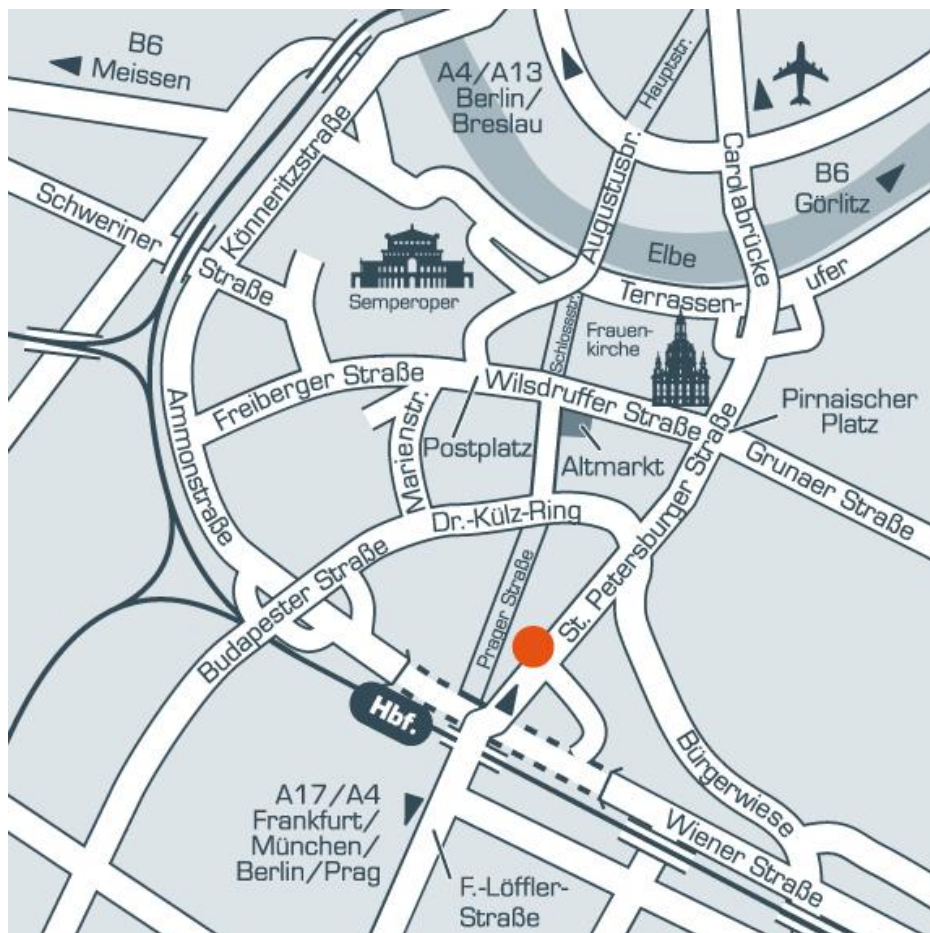 B6
Meissen
A4/A13
Berlin/
Breslau
Hauptstr.
Carolabrücke
B6
Görlitz
Augustusbr.
Elbe
Könneritzstraße
Schweriner
Straße
Semperoper
Terrassen-
ufer
Schlossstr.
Frauen-
kirche
Freiberger Straße
Wilsdruffer Straße
Pirnaischer
Platz
Ammonstraße
Marienstr.
Postplatz
Altmarkt
Grunaer Straße
Dr.-Külz-Ring
St. Petersburger Straße
Budapester Straße
Prager Straße
Hbf.
Bürgerwiese
A17/A4
Frankfurt/
München/
Berlin/Prag
Wiener Straße
F.-Löffler-
Straße